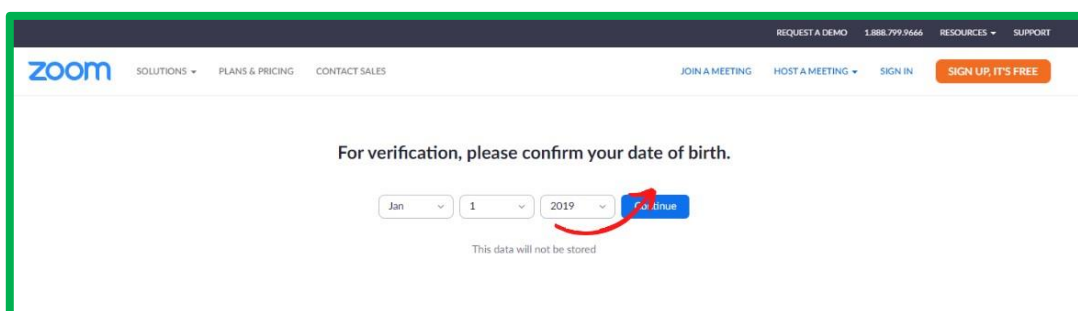 REQUEST A DEMO 1.888.799.9666 RESOURCES SUPPORT
zoom SOLUTIONS PLANS & PRICING CONTACT SALES JOIN A MEETING HOST A MEETING SIGN IN SIGN UP, IT'S FREE
For verification, please confirm your date of birth.
Jan 1 2019 Continue
This data will not be stored